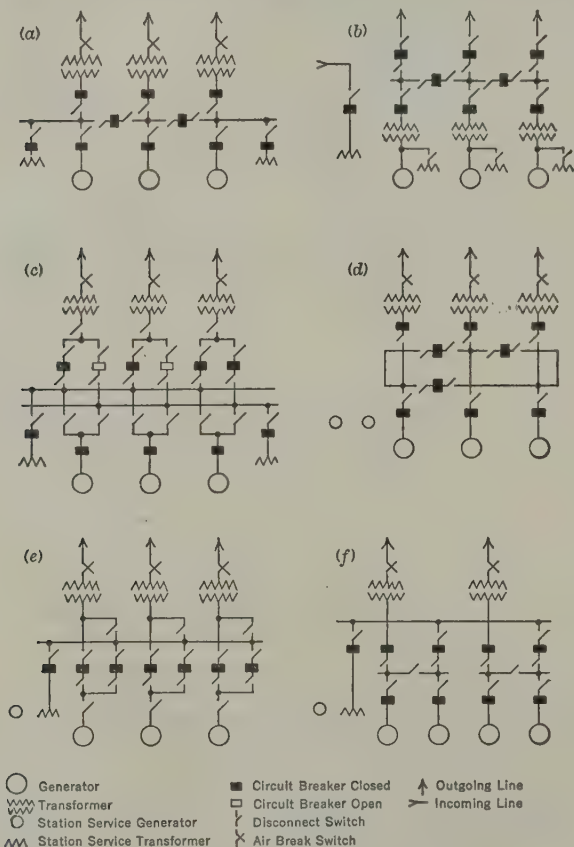 (a)
(b)
(c)
(d)
(e)
(f)
Generator
Transformer
Station Service Generator
Station Service Transformer
Circuit Breaker Closed
Circuit Breaker Open
Disconnect Switch
Air Break Switch
Outgoing Line
Incoming Line